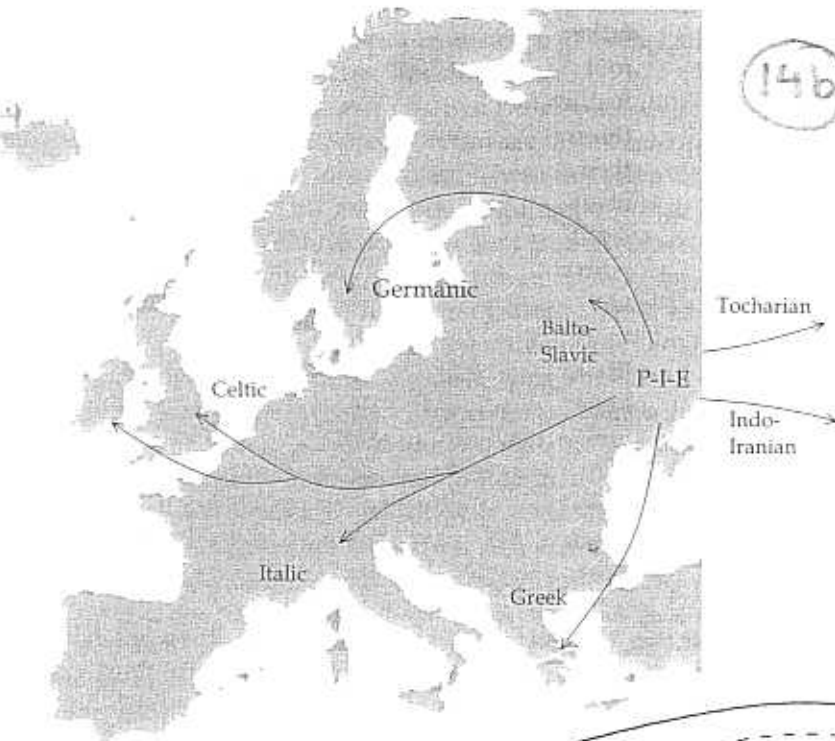 14b
Germanic
Tocharian
Balto-
Slavic
P-I-E
Celtic
Indo-
Iranian
Italic
Greek